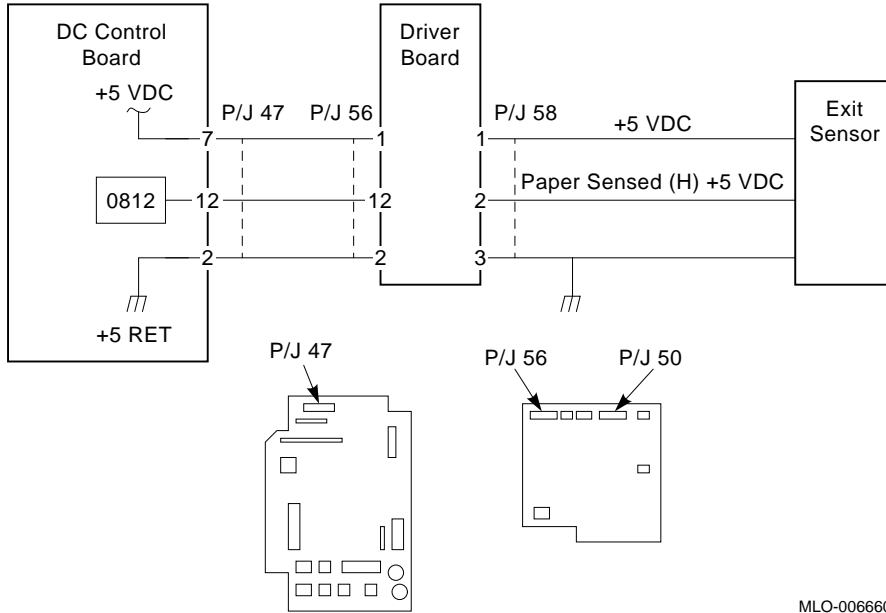 DC Control
Board
Driver
Board
+5 VDC
P/J 47
P/J 56
P/J 58
+5 VDC
Exit
Sensor
7
1
1
Paper Sensed (H) +5 VDC
0812
12
12
2
2
2
3
+5 RET
P/J 47
P/J 56
P/J 50
MLO-006660